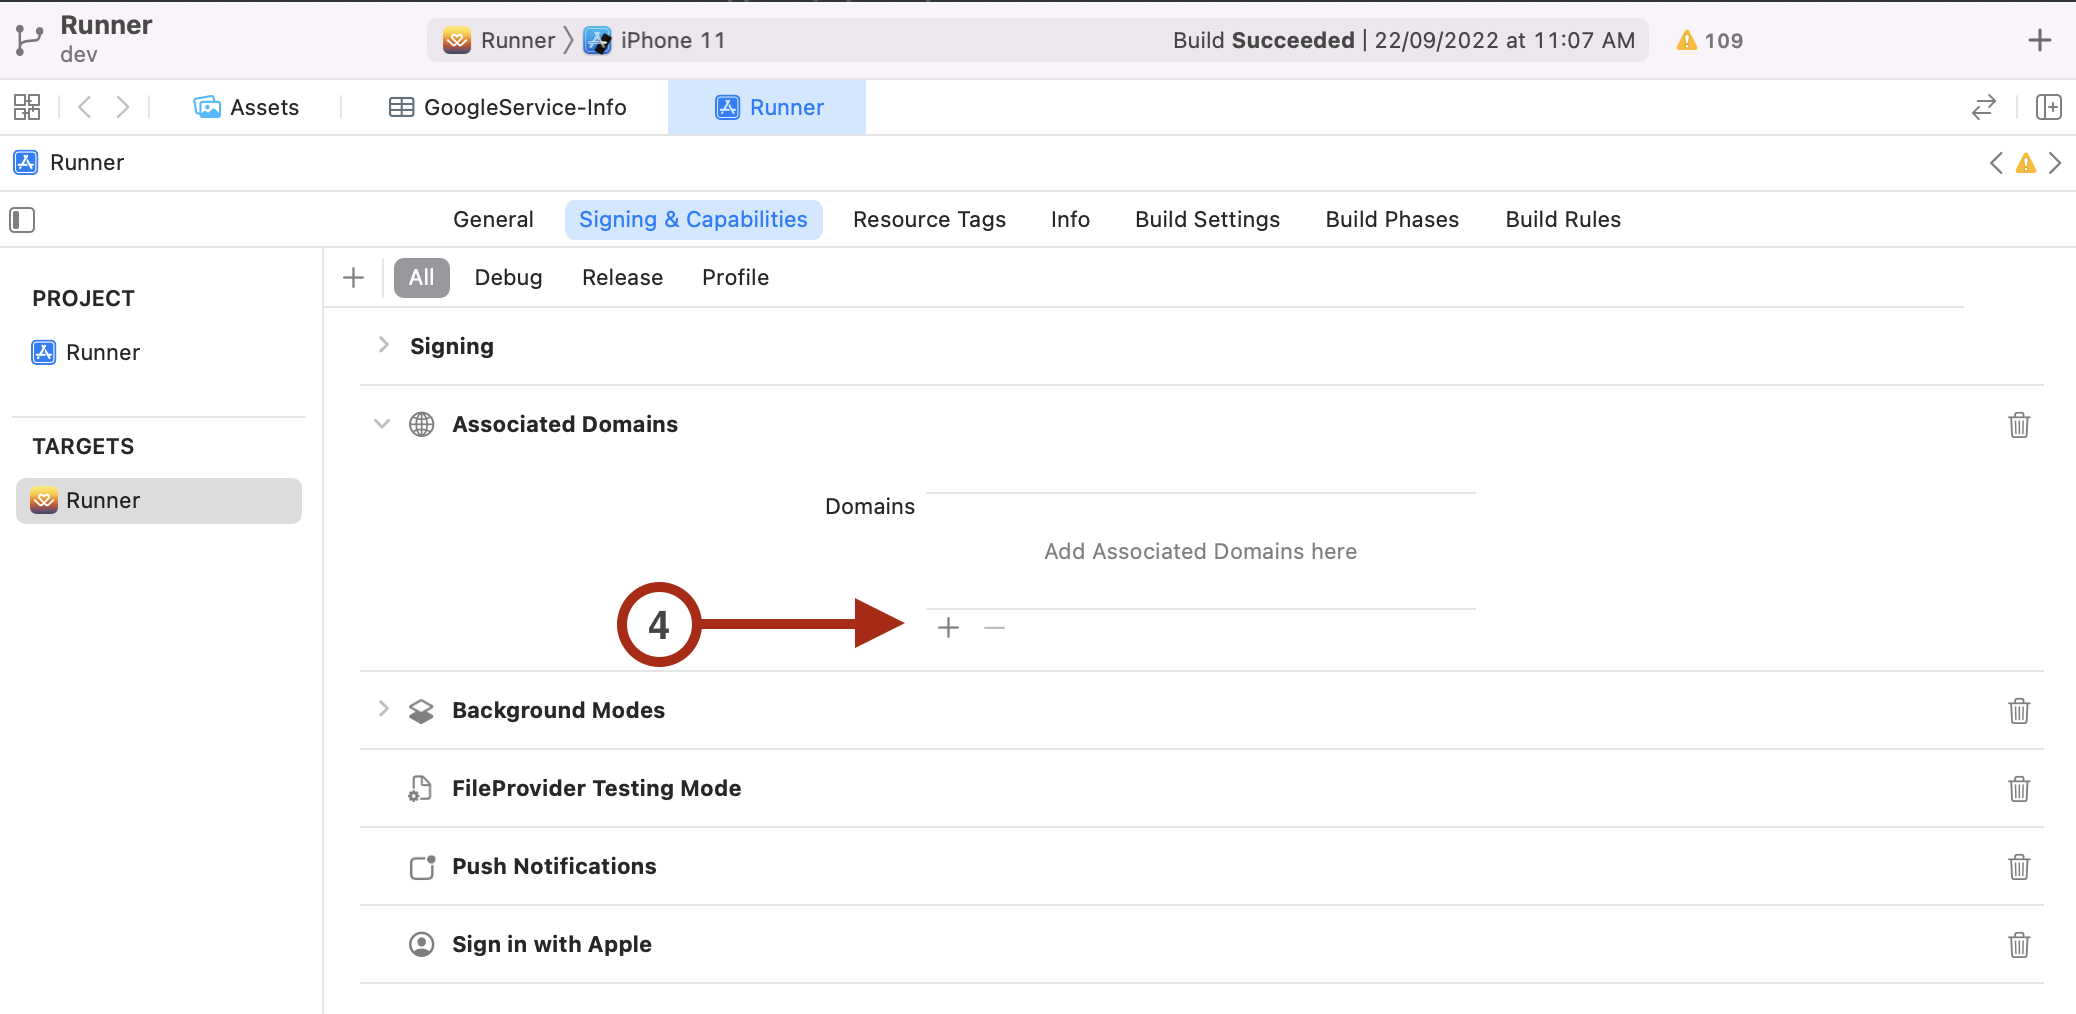 Runner
dev
Runner
iPhone 11
Build Succeeded | 22/09/2022 at 11:07 AM
109
Assets
GoogleService-Info
Runner
Runner
General
Signing & Capabilities
Resource Tags
Info
Build Settings
Build Phases
Build Rules
PROJECT
Runner
TARGETS
Runner
All
Debug
Release
Profile
Signing
Associated Domains
Domains
Add Associated Domains here
4
Background Modes
FileProvider Testing Mode
Push Notifications
Sign in with Apple